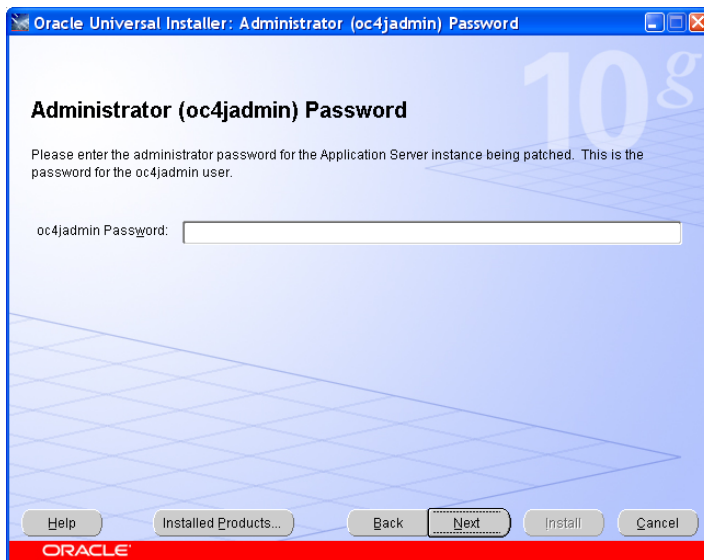 Oracle Universal Installer: Administrator (oc4jadmin) Password
10g
Administrator (oc4jadmin) Password
Please enter the administrator password for the Application Server instance being patched. This is the
password for the oc4jadmin user.
oc4jadmin Password:
Help
Installed Products...
Back
Next
Install
Cancel
ORACLE